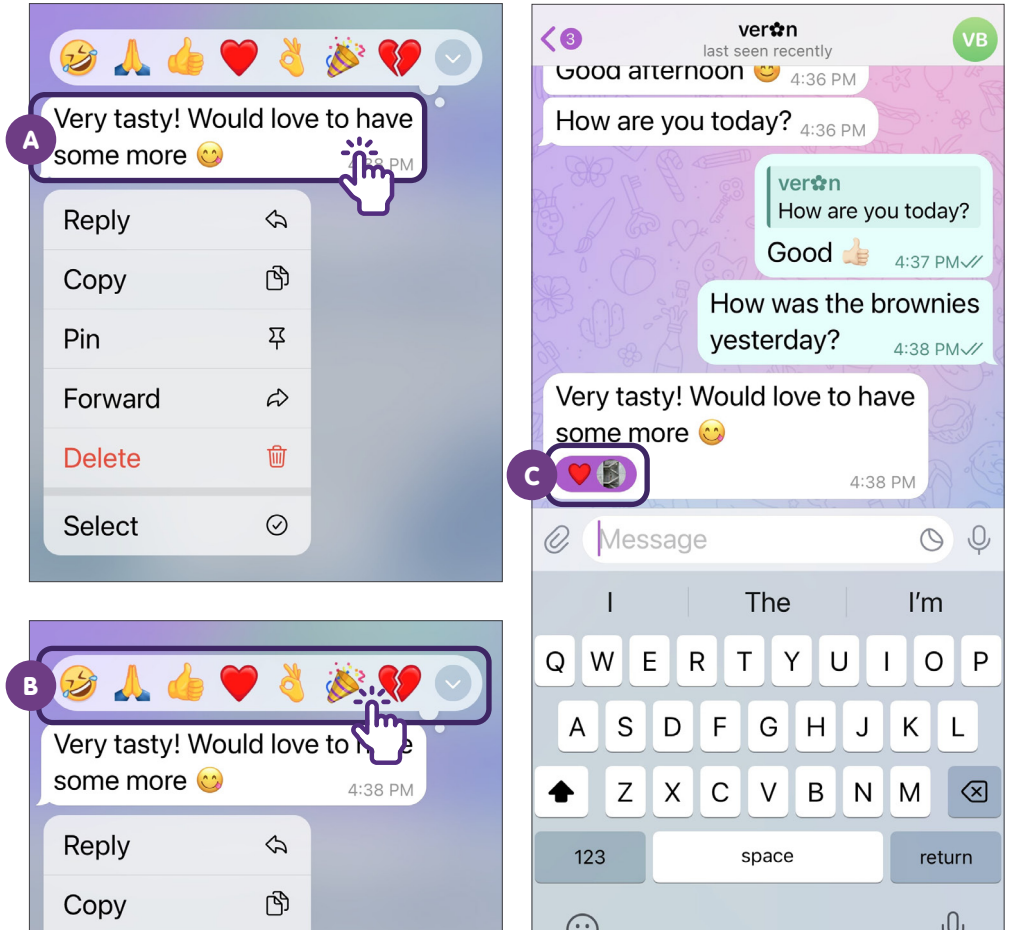 🤣 🙏 👍 ❤️ 👌 🎉 💔
A
Very tasty! Would love to have
some more 😋
4:38 PM
Reply
Copy
Pin
Forward
Delete
Select
B
🤣 🙏 👍 ❤️ 👌 🎉 💔
Very tasty! Would love to
some more 😋
4:38 PM
Reply
Copy
3
ver✿n
last seen recently
VB
Good afternoon 😊 4:36 PM
How are you today? 4:36 PM
ver✿n
How are you today?
Good 👍🏻 4:37 PM
How was the brownies
yesterday? 4:38 PM
Very tasty! Would love to have
some more 😋
C
❤️
4:38 PM
Message
I The I'm
Q W E R T Y U I O P
A S D F G H J K L
Z X C V B N M
123 space return